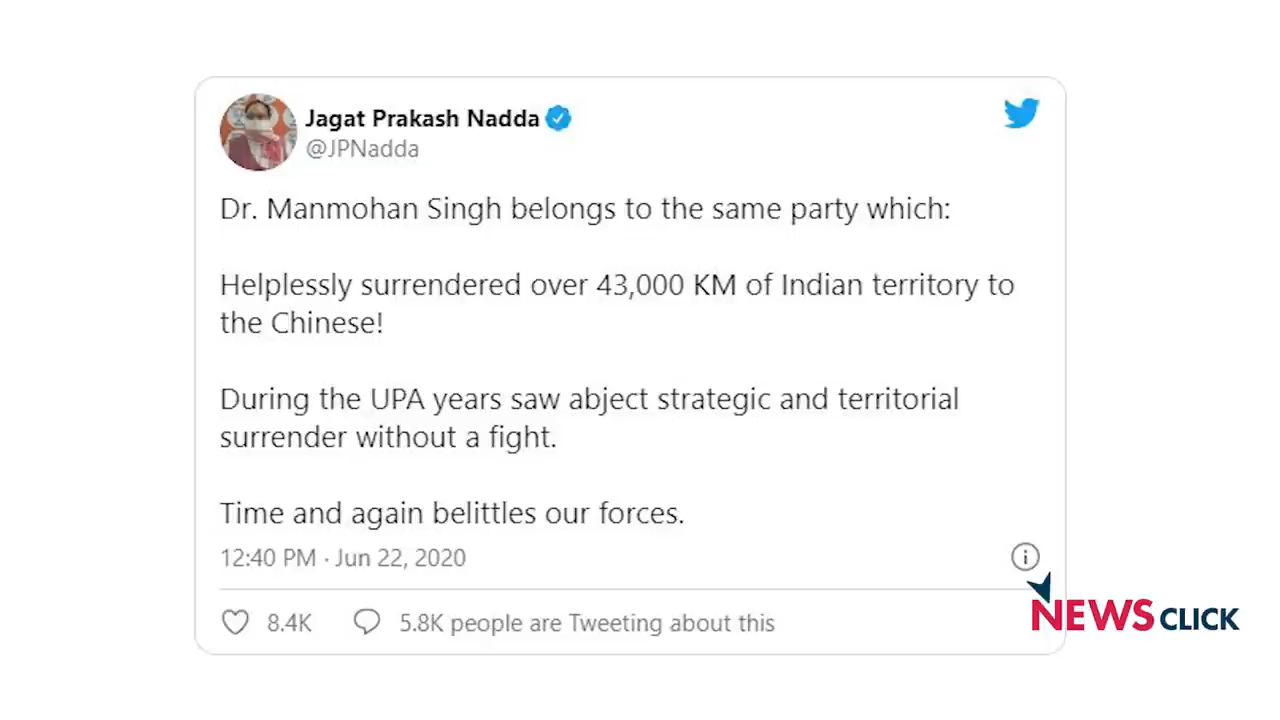 Jagat Prakash Nadda
@JPNadda
Dr. Manmohan Singh belongs to the same party which:
Helplessly surrendered over 43,000 KM of Indian territory to
the Chinese!
During the UPA years saw abject strategic and territorial
surrender without a fight.
Time and again belittles our forces.
12:40 PM · Jun 22, 2020
8.4K 5.8K people are Tweeting about this
NEWS CLICK